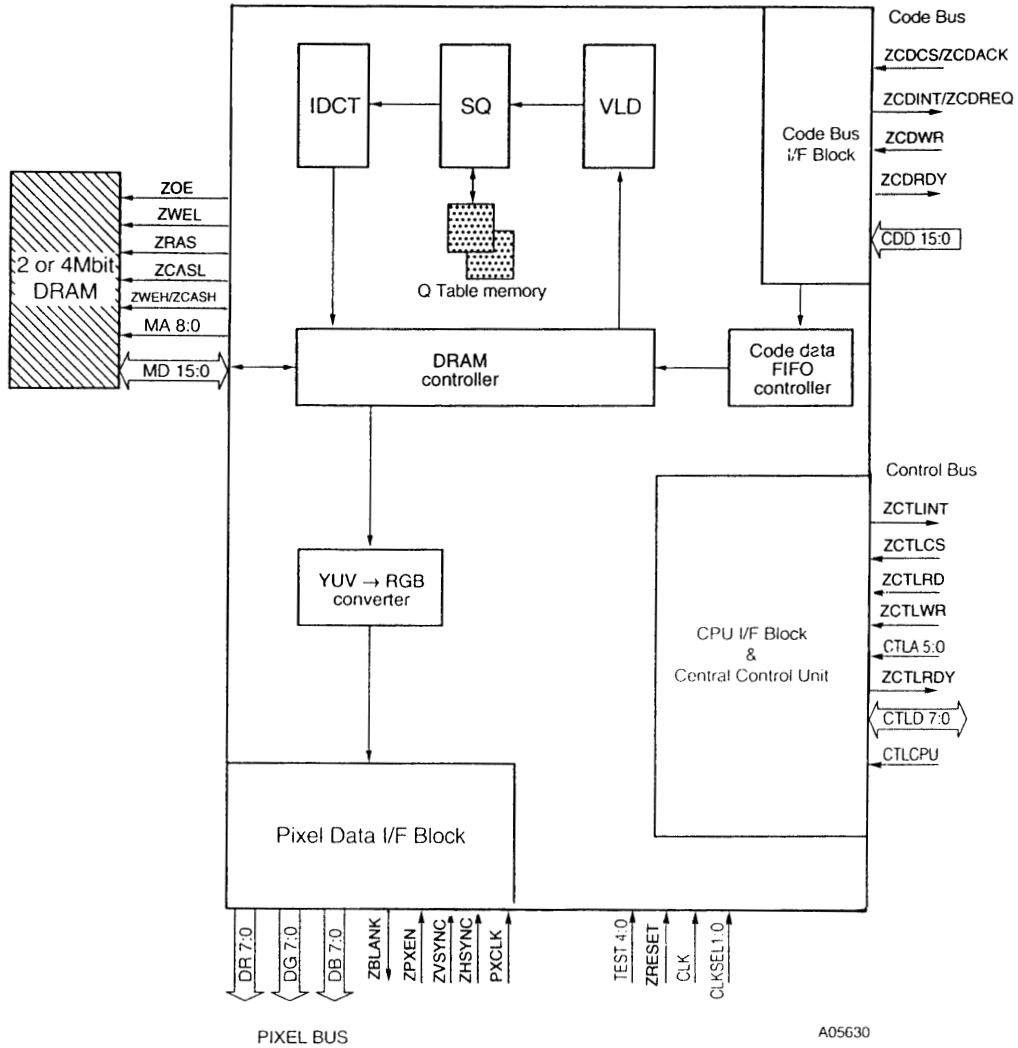 Code Bus
ZCDCS/ZCDACK
ZCDINT/ZCDREQ
ZCDWR
ZCDRDY
CDD 15:0
Code Bus
I/F Block
IDCT
SQ
VLD
Q Table memory
ZOE
ZWEL
ZRAS
ZCASL
ZWEH/ZCASH
MA 8:0
MD 15:0
2 or 4Mbit
DRAM
DRAM
controller
Code data
FIFO
controller
Control Bus
ZCTLINT
ZCTLCS
ZCTLRD
ZCTLWR
CTLA 5:0
ZCTLRDY
CTLD 7:0
CTLCPU
CPU I/F Block
&
Central Control Unit
YUV → RGB
converter
Pixel Data I/F Block
DR 7:0
DG 7:0
DB 7:0
ZBLANK
ZPXEN
ZVSYNC
ZHSYNC
PXCLK
TEST 4:0
ZRESET
CLK
CLKSEL1:0
PIXEL BUS
A05630